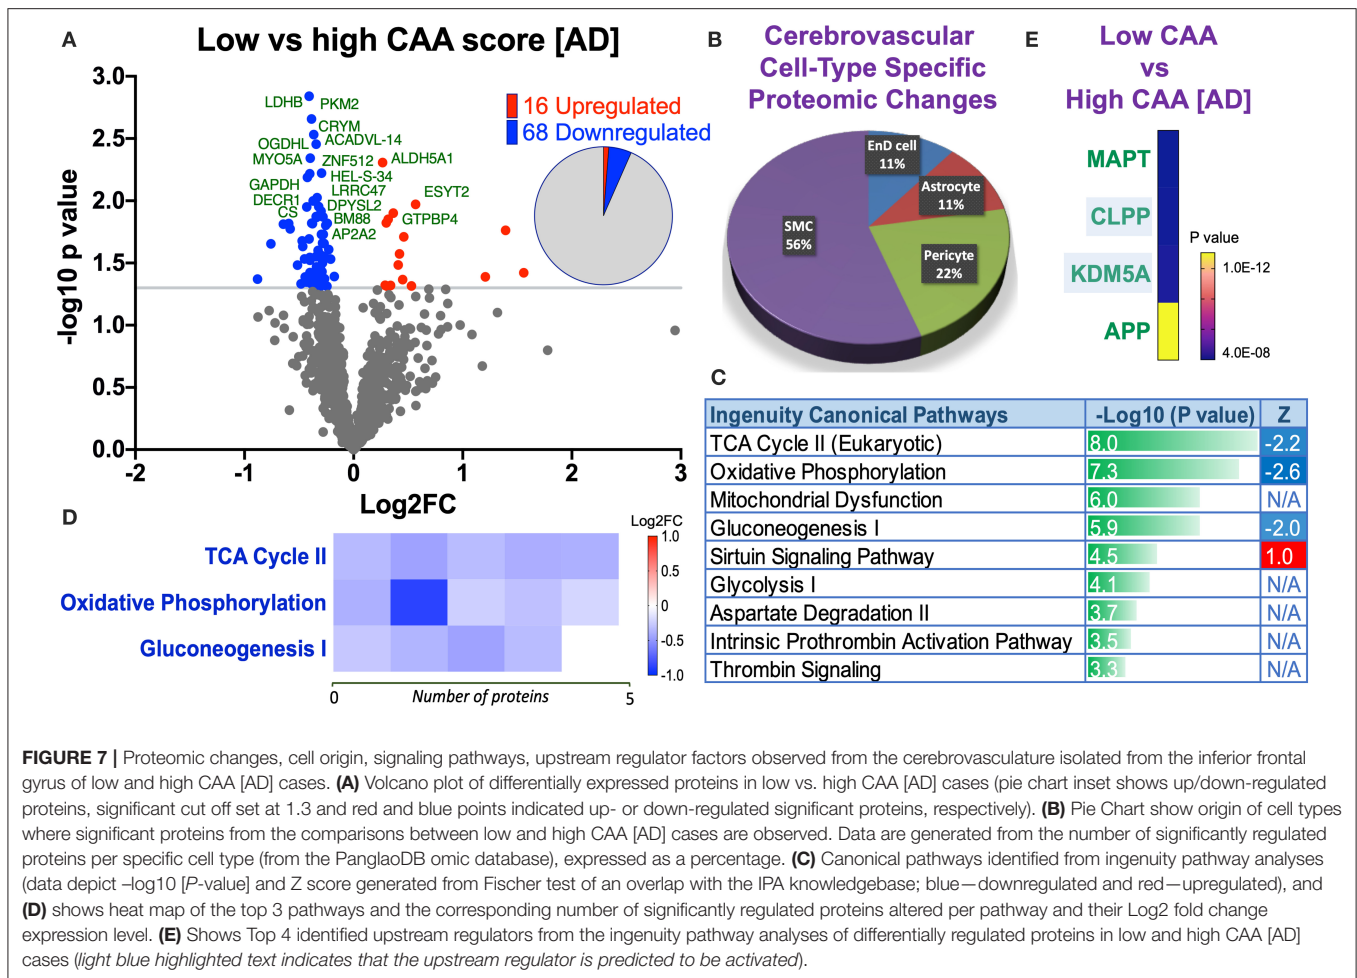 A
Low vs high CAA score [AD]
16 Upregulated
68 Downregulated
-log10 p value
3.0
2.5
2.0
1.5
1.0
0.5
0.0
-2
-1
0
1
2
3
Log2FC
LDHB
PKM2
CRYM
OGDHL
ACADVL-14
MYO5A
ZNF512
ALDH5A1
HEL-S-34
GAPDH
LRRC47
ESYT2
DECR1
DPYSL2
CS
BM88
GTPBP4
AP2A2
B
Cerebrovascular
Cell-Type Specific
Proteomic Changes
EnD cell
11%
Astrocyte
11%
SMC
56%
Pericyte
22%
E
Low CAA
vs
High CAA [AD]
MAPT
CLPP
KDM5A
APP
P value
1.0E-12
4.0E-08
C
Ingenuity Canonical Pathways -Log10 (P value) Z
TCA Cycle II (Eukaryotic) 8.0 -2.2
Oxidative Phosphorylation 7.3 -2.6
Mitochondrial Dysfunction 6.0 N/A
Gluconeogenesis I 5.9 -2.0
Sirtuin Signaling Pathway 4.5 1.0
Glycolysis I 4.1 N/A
Aspartate Degradation II 3.7 N/A
Intrinsic Prothrombin Activation Pathway 3.5 N/A
Thrombin Signaling 3.3 N/A
D
TCA Cycle II
Oxidative Phosphorylation
Gluconeogenesis I
0
Number of proteins
5
Log2FC
1.0
0.5
0
-0.5
-1.0
FIGURE 7 | Proteomic changes, cell origin, signaling pathways, upstream regulator factors observed from the cerebrovasculature isolated from the inferior frontal
gyrus of low and high CAA [AD] cases. (A) Volcano plot of differentially expressed proteins in low vs. high CAA [AD] cases (pie chart inset shows up/down-regulated
proteins, significant cut off set at 1.3 and red and blue points indicated up- or down-regulated significant proteins, respectively). (B) Pie Chart show origin of cell types
where significant proteins from the comparisons between low and high CAA [AD] cases are observed. Data are generated from the number of significantly regulated
proteins per specific cell type (from the PanglaoDB omic database), expressed as a percentage. (C) Canonical pathways identified from ingenuity pathway analyses
(data depict –log10 [P-value] and Z score generated from Fischer test of an overlap with the IPA knowledgebase; blue—downregulated and red—upregulated), and
(D) shows heat map of the top 3 pathways and the corresponding number of significantly regulated proteins altered per pathway and their Log2 fold change
expression level. (E) Shows Top 4 identified upstream regulators from the ingenuity pathway analyses of differentially regulated proteins in low and high CAA [AD]
cases (light blue highlighted text indicates that the upstream regulator is predicted to be activated).